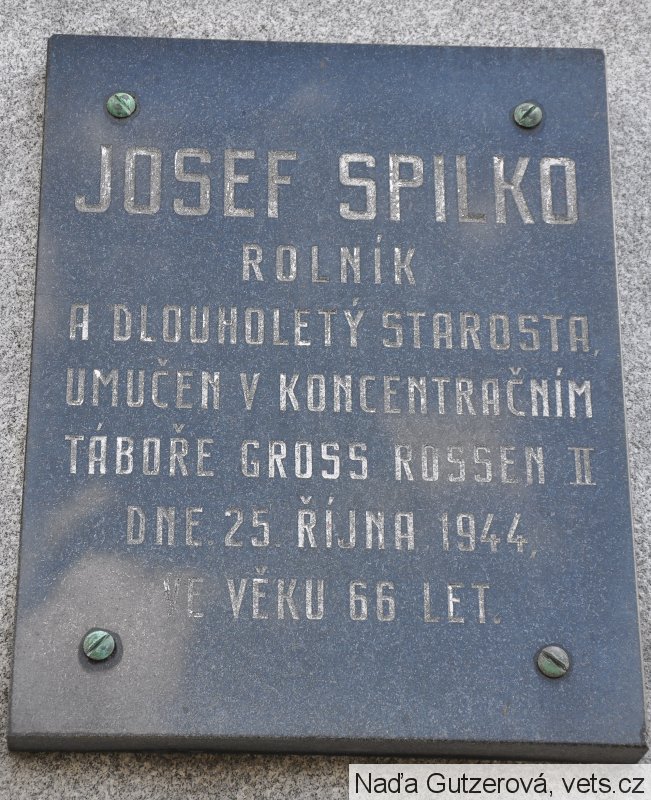 JOSEF SPILKO
ROLNÍK
A DLOUHOLETÝ STAROSTA,
UMUČEN V KONCENTRAČNÍM
TÁBOŘE GROSS ROSSEN II
DNE 25. ŘÍJNA 1944,
VE VĚKU 66 LET.
Naďa Gutzerová, vets.cz